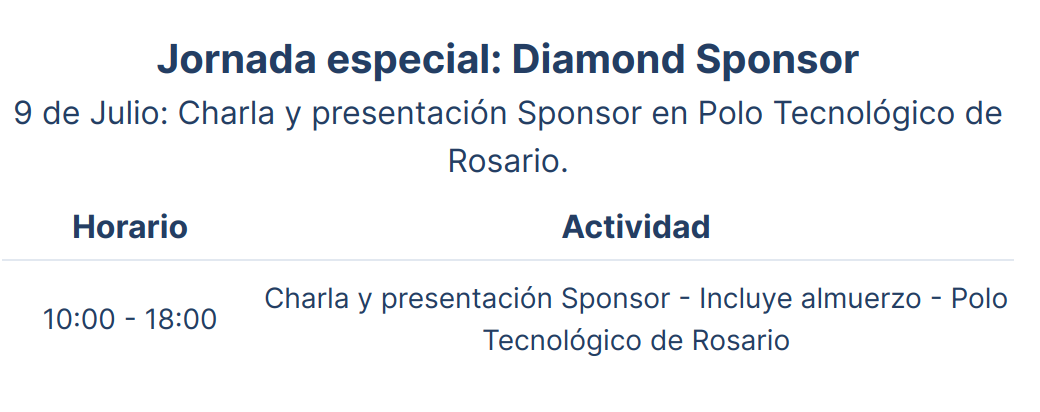 Jornada especial: Diamond Sponsor
9 de Julio: Charla y presentación Sponsor en Polo Tecnológico de
Rosario.
Horario Actividad
10:00 - 18:00
Charla y presentación Sponsor - Incluye almuerzo - Polo
Tecnológico de Rosario